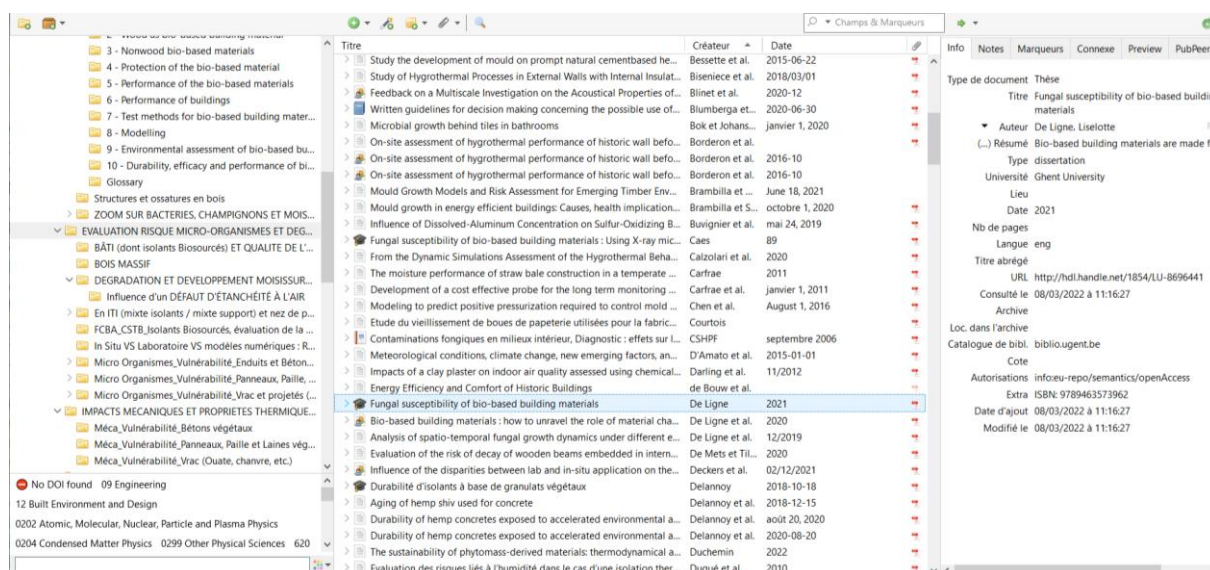 Champs & Marqueurs
3 - Nonwood bio-based materials
4 - Protection of the bio-based material
5 - Performance of the bio-based materials
6 - Performance of buildings
7 - Test methods for bio-based building mater...
8 - Modelling
9 - Environmental assessment of bio-based bu...
10 - Durability, efficacy and performance of bi...
Glossary
Structures et ossatures en bois
ZOOM SUR BACTERIES, CHAMPIGNONS ET MOIS...
EVALUATION RISQUE MICRO-ORGANISMES ET DEG...
BÂTI (dont isolants Biosourcés) ET QUALITE DE L'...
BOIS MASSIF
DEGRADATION ET DEVELOPPEMENT MOISISSUR...
Influence d'un DÉFAUT D'ÉTANCHÉITÉ À L'AIR
En ITI (mixte isolants / mixte support) et nez de p...
FCBA_CSTB_Isolants Biosourcés, évaluation de la ...
In Situ VS Laboratoire VS modèles numériques : R...
Micro Organismes_Vulnérabilité_Enduits et Béton...
Micro Organismes_Vulnérabilité_Panneaux, Paille, ...
Micro Organismes_Vulnérabilité_Vrac et projetés (...
IMPACTS MECANIQUES ET PROPRIETES THERMIQUE...
Méca_Vulnérabilité_Bétons végétaux
Méca_Vulnérabilité_Panneaux, Paille et Laines vég...
Méca_Vulnérabilité_Vrac (Ouate, chanvre, etc.)
No DOI found 09 Engineering
12 Built Environment and Design
0202 Atomic, Molecular, Nuclear, Particle and Plasma Physics
0204 Condensed Matter Physics 0299 Other Physical Sciences 620
Titre Créateur Date
Study the development of mould on prompt natural cementbased he... Bessette et al. 2015-06-22
Study of Hygrothermal Processes in External Walls with Internal Insulat... Biseniece et al. 2018/03/01
Feedback on a Multiscale Investigation on the Acoustical Properties of... Blinet et al. 2020-12
Written guidelines for decision making concerning the possible use of... Blumberga et... 2020-06-30
Microbial growth behind tiles in bathrooms Bok et Johans... janvier 1, 2020
On-site assessment of hygrothermal performance of historic wall befo... Borderon et al.
On-site assessment of hygrothermal performance of historic wall befo... Borderon et al. 2016-10
On-site assessment of hygrothermal performance of historic wall befo... Borderon et al. 2016-10
Mould Growth Models and Risk Assessment for Emerging Timber Env... Brambilla et ... June 18, 2021
Mould growth in energy efficient buildings: Causes, health implication... Brambilla et S... octobre 1, 2020
Influence of Dissolved-Aluminum Concentration on Sulfur-Oxidizing B... Buvignier et al. mai 24, 2019
Fungal susceptibility of bio-based building materials : Using X-ray mic... Caes 89
From the Dynamic Simulations Assessment of the Hygrothermal Beha... Calzolari et al. 2020
The moisture performance of straw bale construction in a temperate ... Carfrae 2011
Development of a cost effective probe for the long term monitoring ... Carfrae et al. janvier 1, 2011
Modeling to predict positive pressurization required to control mold ... Chen et al. August 1, 2016
Etude du vieillissement de boues de papeterie utilisées pour la fabric... Courtois
Contaminations fongiques en milieux intérieur, Diagnostic : effets sur l... CSHPF septembre 2006
Meteorological conditions, climate change, new emerging factors, an... D'Amato et al. 2015-01-01
Impacts of a clay plaster on indoor air quality assessed using chemical... Darling et al. 11/2012
Energy Efficiency and Comfort of Historic Buildings de Bouw et al.
Fungal susceptibility of bio-based building materials De Ligne 2021
Bio-based building materials : how to unravel the role of material cha... De Ligne et al. 2020
Analysis of spatio-temporal fungal growth dynamics under different e... De Ligne et al. 12/2019
Evaluation of the risk of decay of wooden beams embedded in intern... De Mets et Til... 2020
Influence of the disparities between lab and in-situ application on the... Deckers et al. 02/12/2021
Durabilité d'isolants à base de granulats végétaux Delannoy 2018-10-18
Aging of hemp shiv used for concrete Delannoy et al. 2018-12-15
Durability of hemp concretes exposed to accelerated environmental a... Delannoy et al. août 20, 2020
Durability of hemp concretes exposed to accelerated environmental a... Delannoy et al. 2020-08-20
The sustainability of phytomass-derived materials: thermodynamical a... Duchemin 2022
Evaluation des risques liés à l'humidité dans le cas d'une isolation ther... Dugué et al. 2010
Info Notes Marqueurs Connexe Preview PubPeer
Type de document Thèse
Titre Fungal susceptibility of bio-based buildin
materials
Auteur De Ligne, Liselotte
(...) Résumé Bio-based building materials are made f
Type dissertation
Université Ghent University
Lieu
Date 2021
Nb de pages
Langue eng
Titre abrégé
URL http://hdl.handle.net/1854/LU-8696441
Consulté le 08/03/2022 à 11:16:27
Archive
Loc. dans l'archive
Catalogue de bibl. biblio.ugent.be
Cote
Autorisations info:eu-repo/semantics/openAccess
Extra ISBN: 9789463573962
Date d'ajout 08/03/2022 à 11:16:27
Modifié le 08/03/2022 à 11:16:27